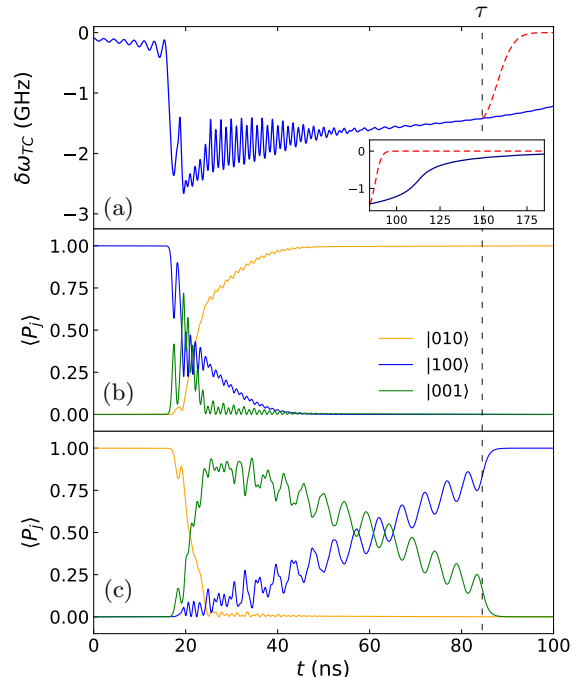 τ
0
−1
−2
−3
δω_TC (GHz)
(a)
0
−1
100
125
150
175
1.00
0.75
0.50
0.25
0.00
⟨P_j⟩
(b)
|010⟩
|100⟩
|001⟩
1.00
0.75
0.50
0.25
0.00
⟨P_j⟩
(c)
0 20 40 60 80 100
t (ns)